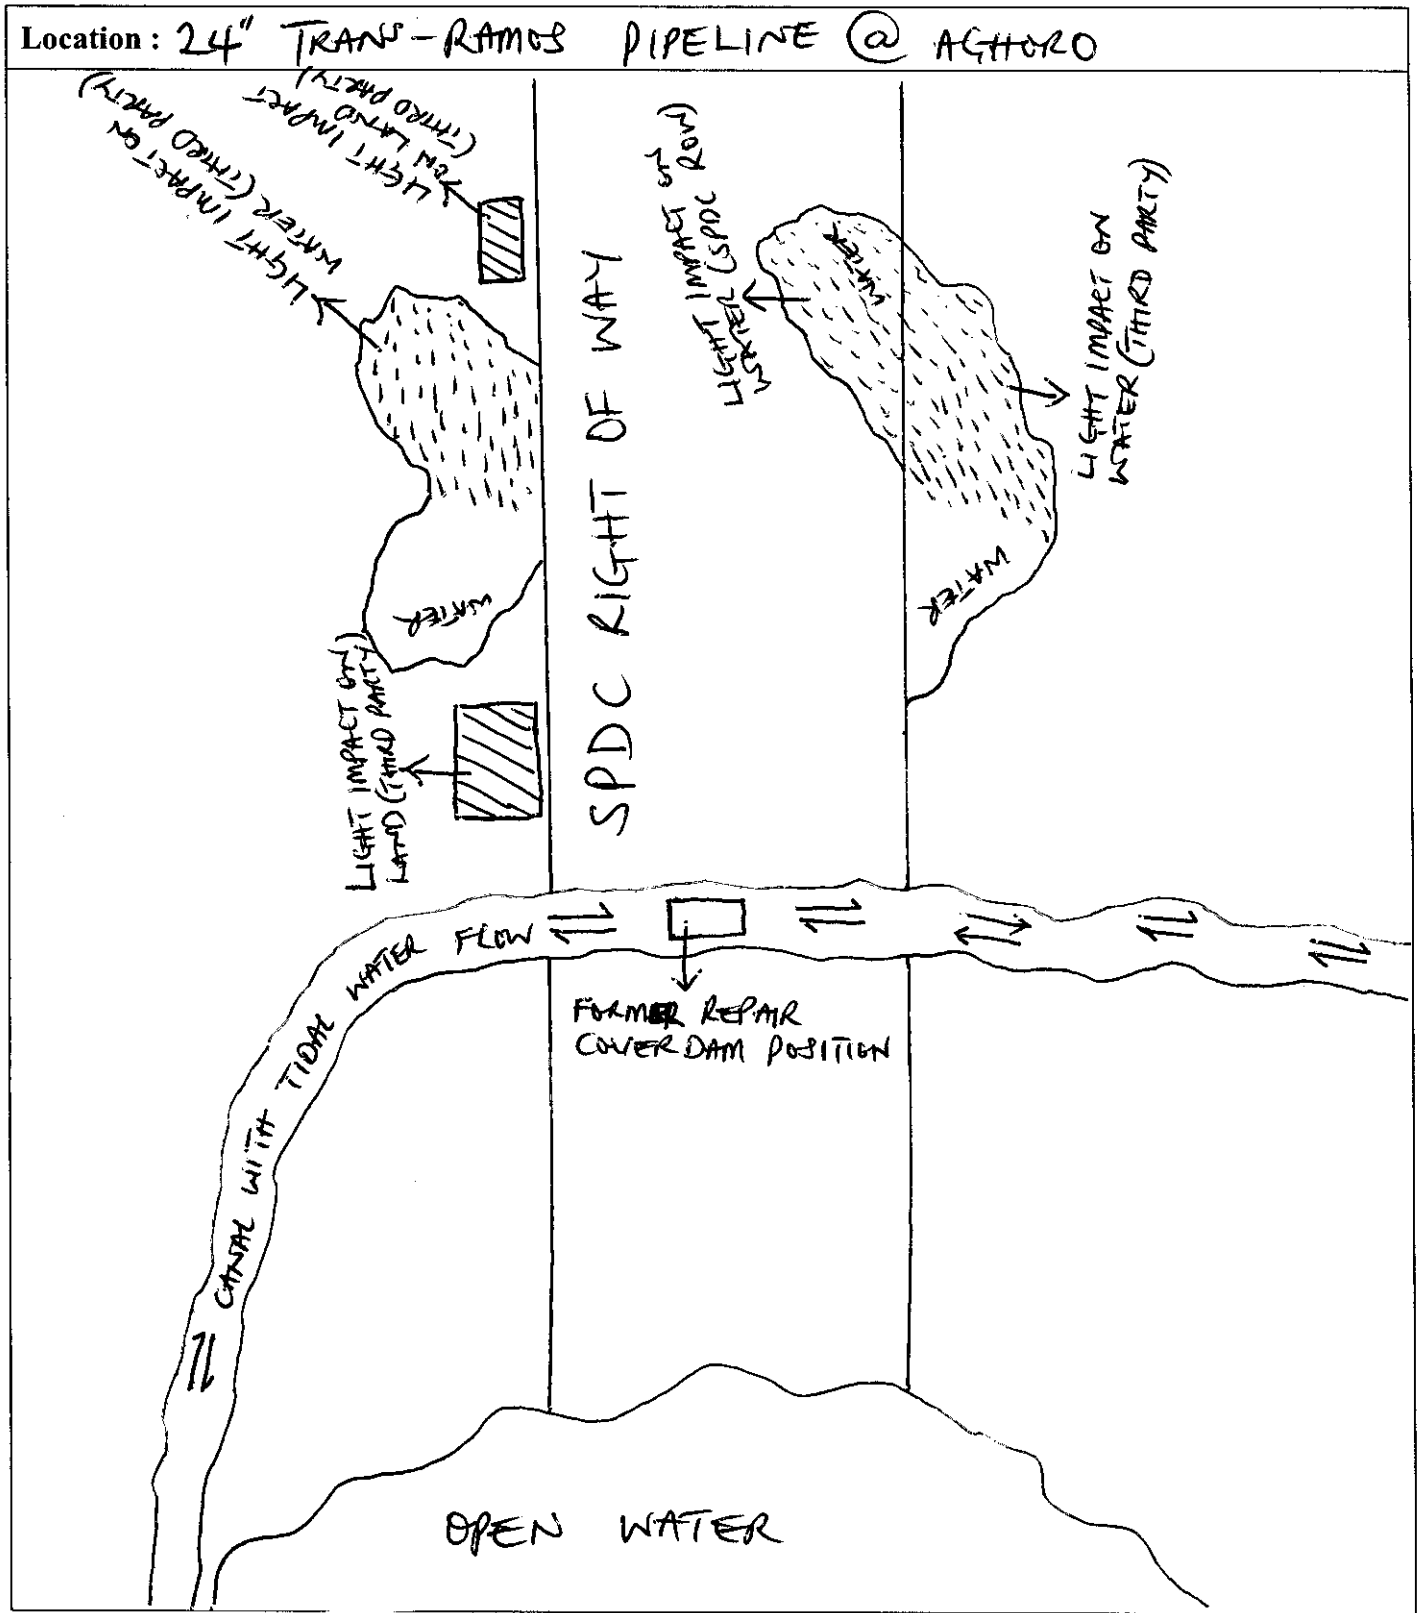 Location : 24" TRANS-RAMOS PIPELINE @ AGHORO
LIGHT IMPACT
ON LAND
(THIRD PARTY)
LIGHT IMPACT ON
WATER (THIRD PARTY)
LIGHT IMPACT ON
WATER (SPDC ROW)
WATER
LIGHT IMPACT ON
WATER (THIRD PARTY)
SPDC RIGHT OF WAY
WATER
WATER
LIGHT IMPACT ON
LAND (THIRD PARTY)
CANAL WITH TIDAL WATER FLOW
FORMER REPAIR
COVERDAM POSITION
OPEN WATER